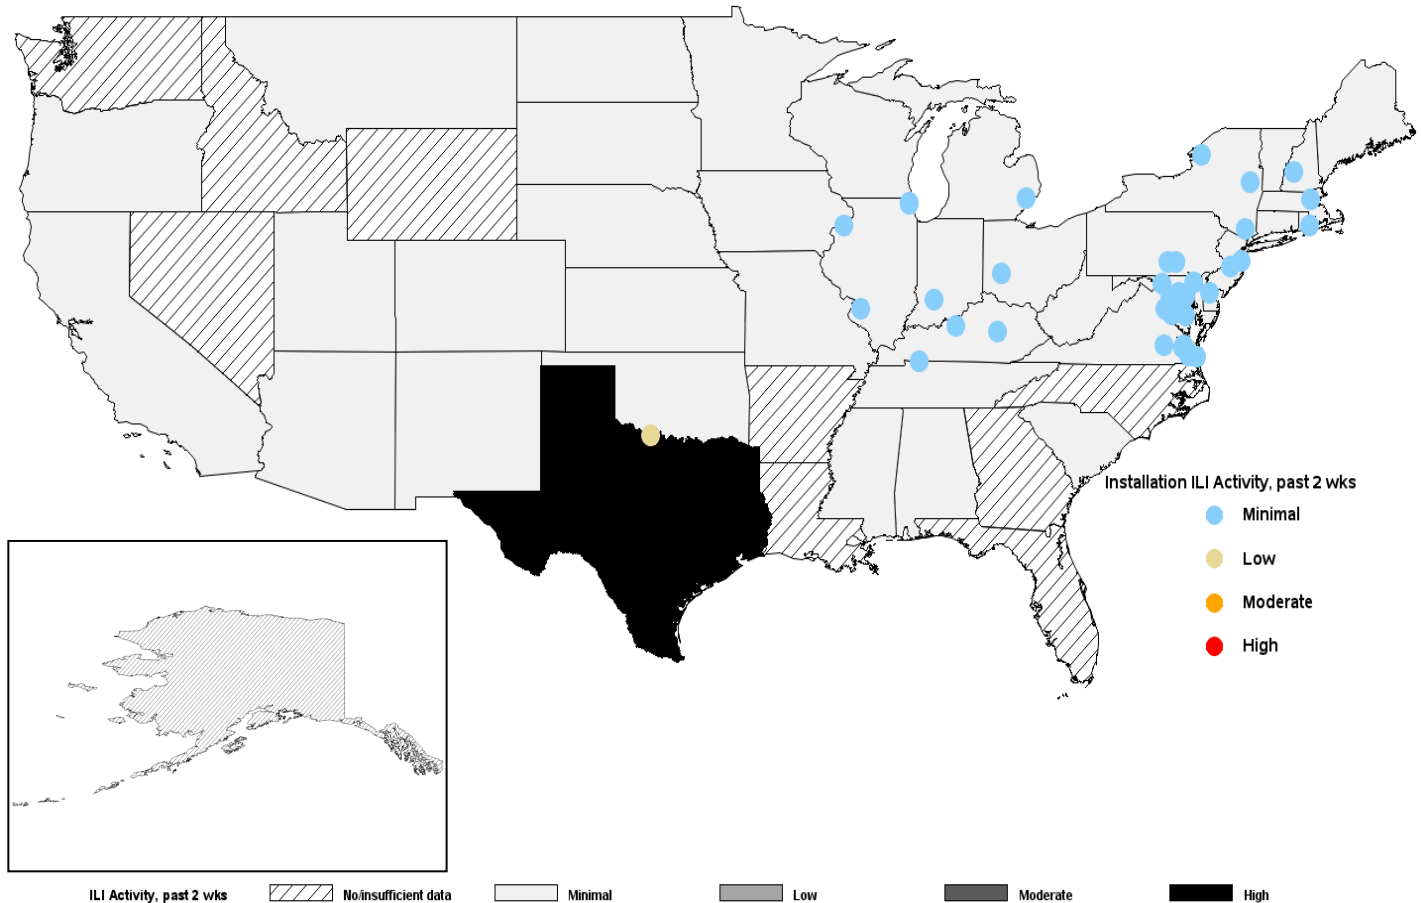 Installation ILI Activity, past 2 wks
Minimal
Low
Moderate
High
ILI Activity, past 2 wks No/insufficient data Minimal Low Moderate High